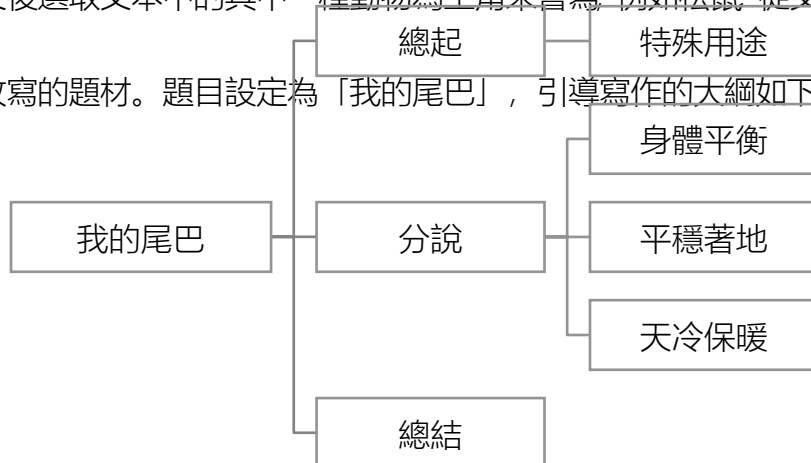 總起
特殊用途
改寫的題材。題目設定為「我的尾巴」，引導寫作的大綱如下
身體平衡
我的尾巴
分說
平穩著地
天冷保暖
總結